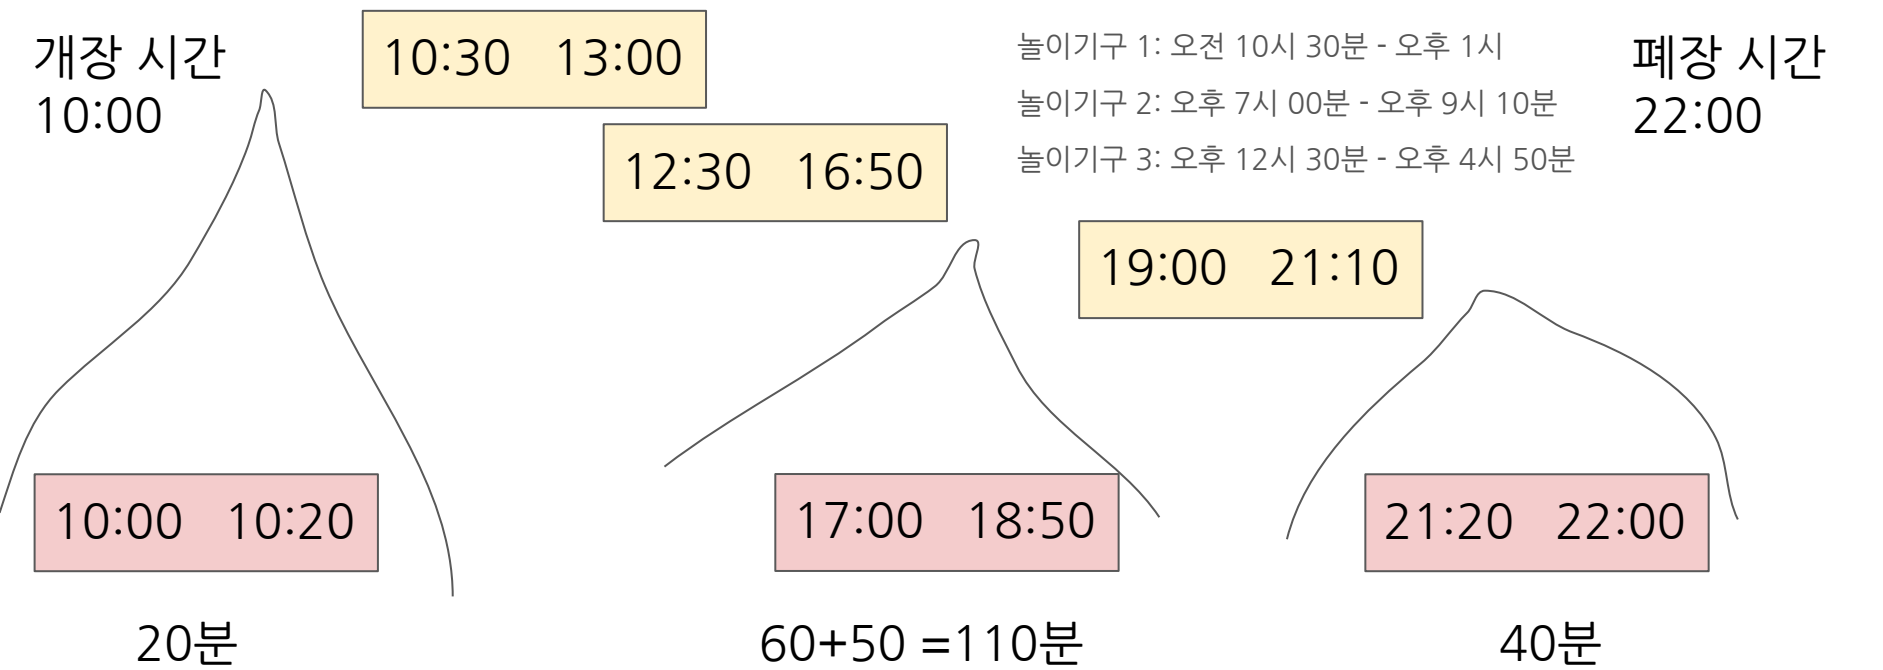 개장 시간
10:00
10:30 13:00
12:30 16:50
놀이기구 1: 오전 10시 30분 - 오후 1시
놀이기구 2: 오후 7시 00분 - 오후 9시 10분
놀이기구 3: 오후 12시 30분 - 오후 4시 50분
폐장 시간
22:00
19:00 21:10
10:00 10:20
17:00 18:50
21:20 22:00
20분
60+50 =110분
40분